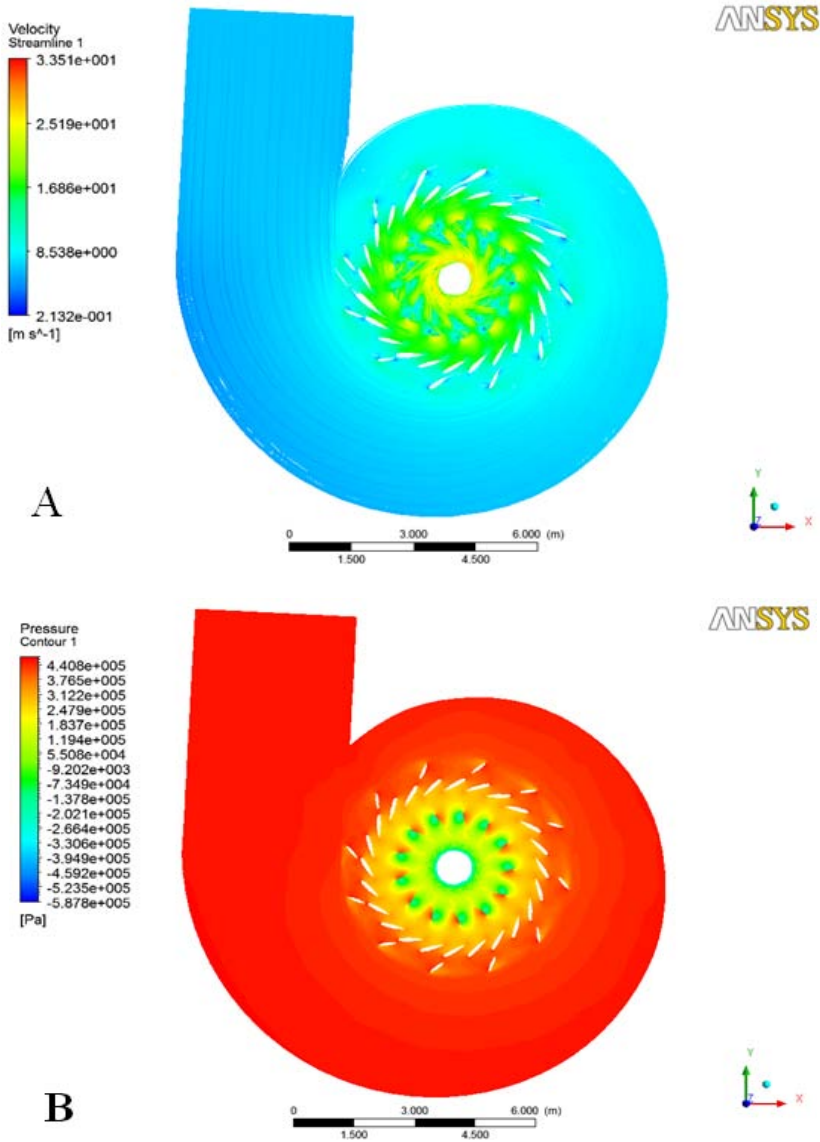 Velocity
Streamline 1
3.351e+001
2.519e+001
1.686e+001
8.538e+000
2.132e-001
[m s^-1]
ANSYS
A
Y
Z
X
0 3.000 6.000 (m)
1.500 4.500
Pressure
Contour 1
4.408e+005
3.765e+005
3.122e+005
2.479e+005
1.837e+005
1.194e+005
5.508e+004
-9.202e+003
-7.349e+004
-1.378e+005
-2.021e+005
-2.664e+005
-3.306e+005
-3.949e+005
-4.592e+005
-5.235e+005
-5.878e+005
[Pa]
ANSYS
B
Y
Z
X
0 3.000 6.000 (m)
1.500 4.500